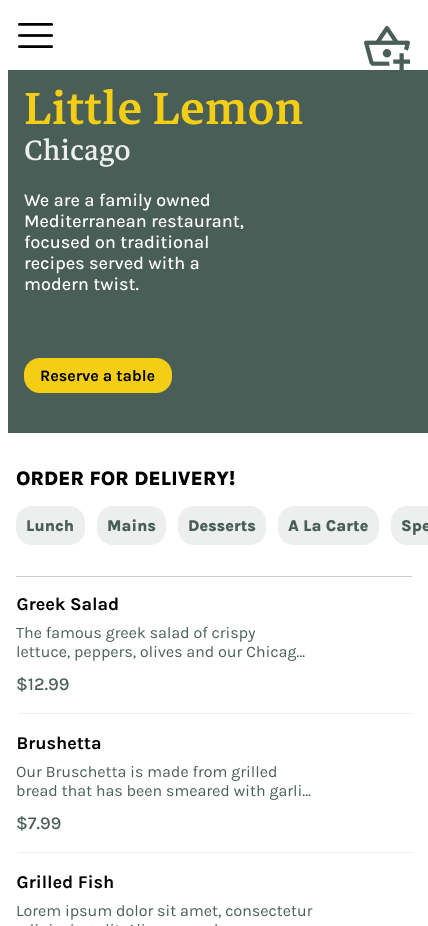 Little Lemon
Chicago
We are a family owned
Mediterranean restaurant,
focused on traditional
recipes served with a
modern twist.
Reserve a table
ORDER FOR DELIVERY!
Lunch Mains Desserts A La Carte Spe
Greek Salad
The famous greek salad of crispy
lettuce, peppers, olives and our Chicag...
$12.99
Brushetta
Our Bruschetta is made from grilled
bread that has been smeared with garli...
$7.99
Grilled Fish
Lorem ipsum dolor sit amet, consectetur